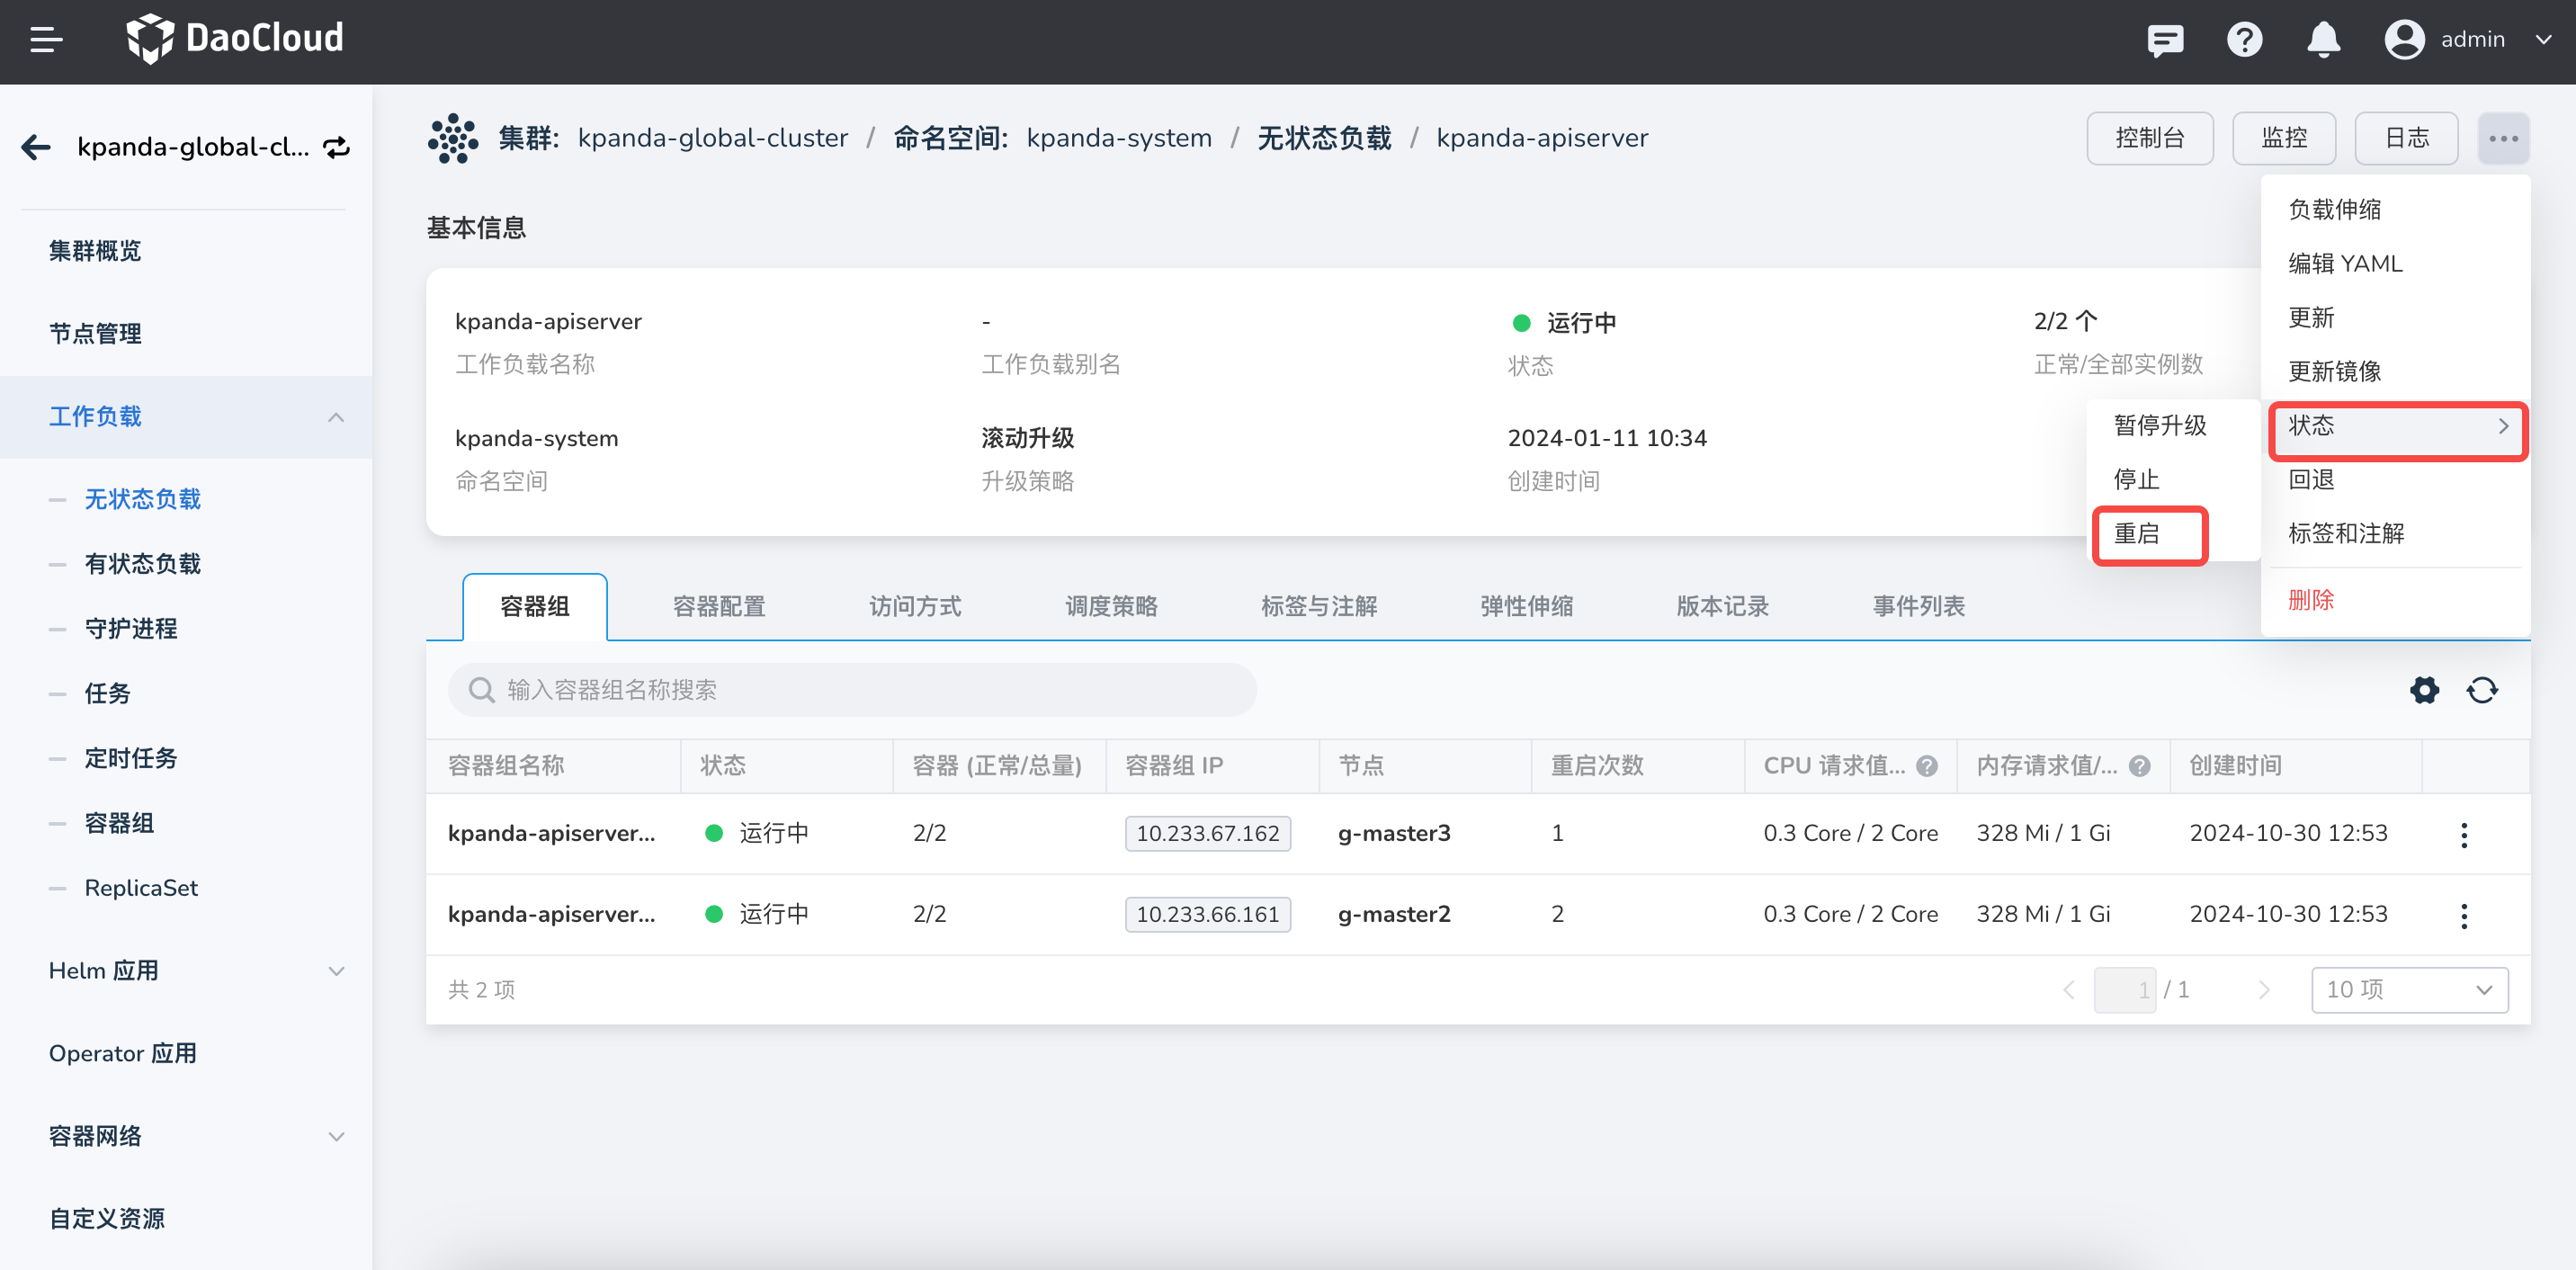 DaoCloud
admin
kpanda-global-cl...
集群概览
节点管理
工作负载
无状态负载
有状态负载
守护进程
任务
定时任务
容器组
ReplicaSet
Helm 应用
Operator 应用
容器网络
自定义资源
集群: kpanda-global-cluster / 命名空间: kpanda-system / 无状态负载 / kpanda-apiserver
控制台 监控 日志
负载伸缩
编辑 YAML
更新
更新镜像
状态
回退
标签和注解
删除
暂停升级
停止
重启
基本信息
kpanda-apiserver - 运行中 2/2 个
工作负载名称 工作负载别名 状态 正常/全部实例数
kpanda-system 滚动升级 2024-01-11 10:34
命名空间 升级策略 创建时间
容器组 容器配置 访问方式 调度策略 标签与注解 弹性伸缩 版本记录 事件列表
输入容器组名称搜索
容器组名称 状态 容器 (正常/总量) 容器组 IP 节点 重启次数 CPU 请求值... 内存请求值/... 创建时间
kpanda-apiserver... 运行中 2/2 10.233.67.162 g-master3 1 0.3 Core / 2 Core 328 Mi / 1 Gi 2024-10-30 12:53
kpanda-apiserver... 运行中 2/2 10.233.66.161 g-master2 2 0.3 Core / 2 Core 328 Mi / 1 Gi 2024-10-30 12:53
共 2 项 1 / 1 10 项